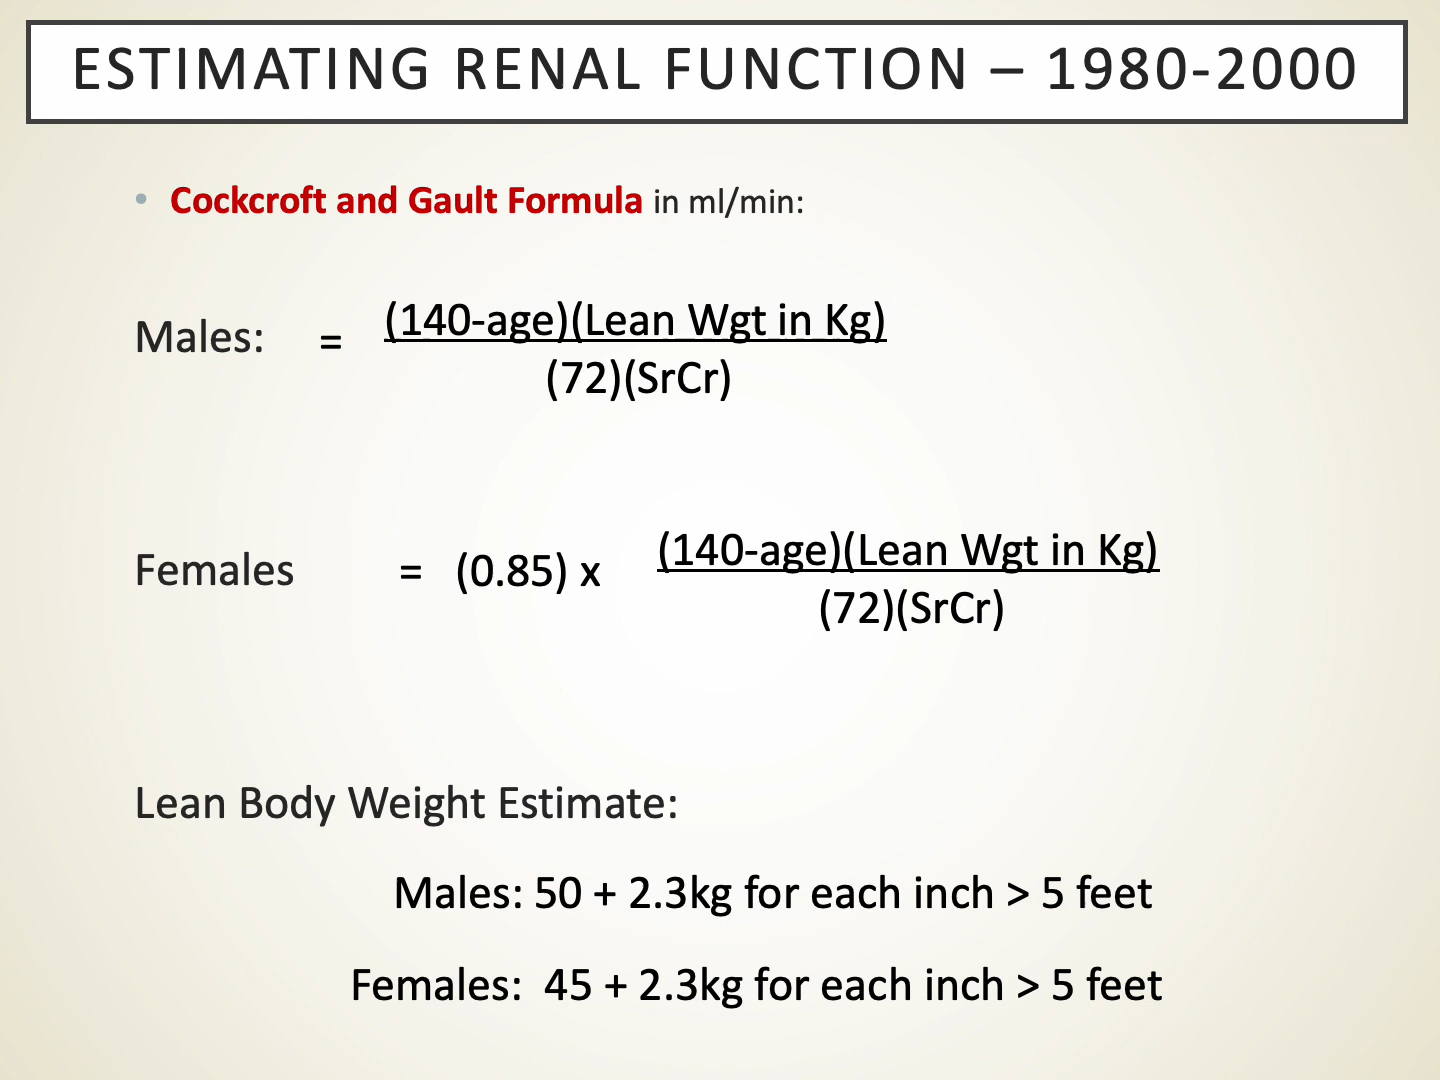 ESTIMATING RENAL FUNCTION – 1980-2000
• Cockcroft and Gault Formula in ml/min:
Males: = (140-age)(Lean Wgt in Kg)
(72)(SrCr)
Females = (0.85) x (140-age)(Lean Wgt in Kg)
(72)(SrCr)
Lean Body Weight Estimate:
Males: 50 + 2.3kg for each inch > 5 feet
Females: 45 + 2.3kg for each inch > 5 feet